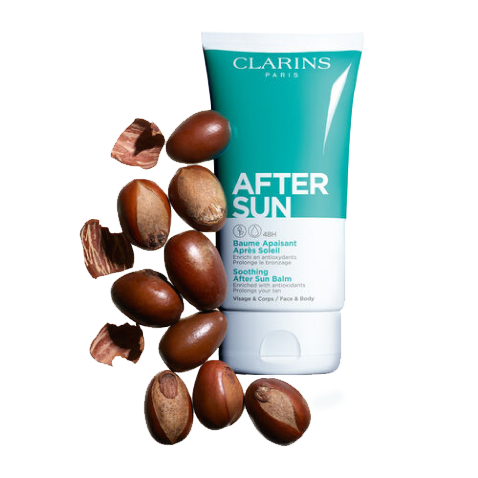 CLARINS
PARIS
AFTER
SUN
48H
Baume Apaisant
Après Soleil
Enrichi en antioxydants
Prolonge le bronzage
Soothing
After Sun Balm
Enriched with antioxidants
Prolongs your tan
Visage & Corps / Face & Body